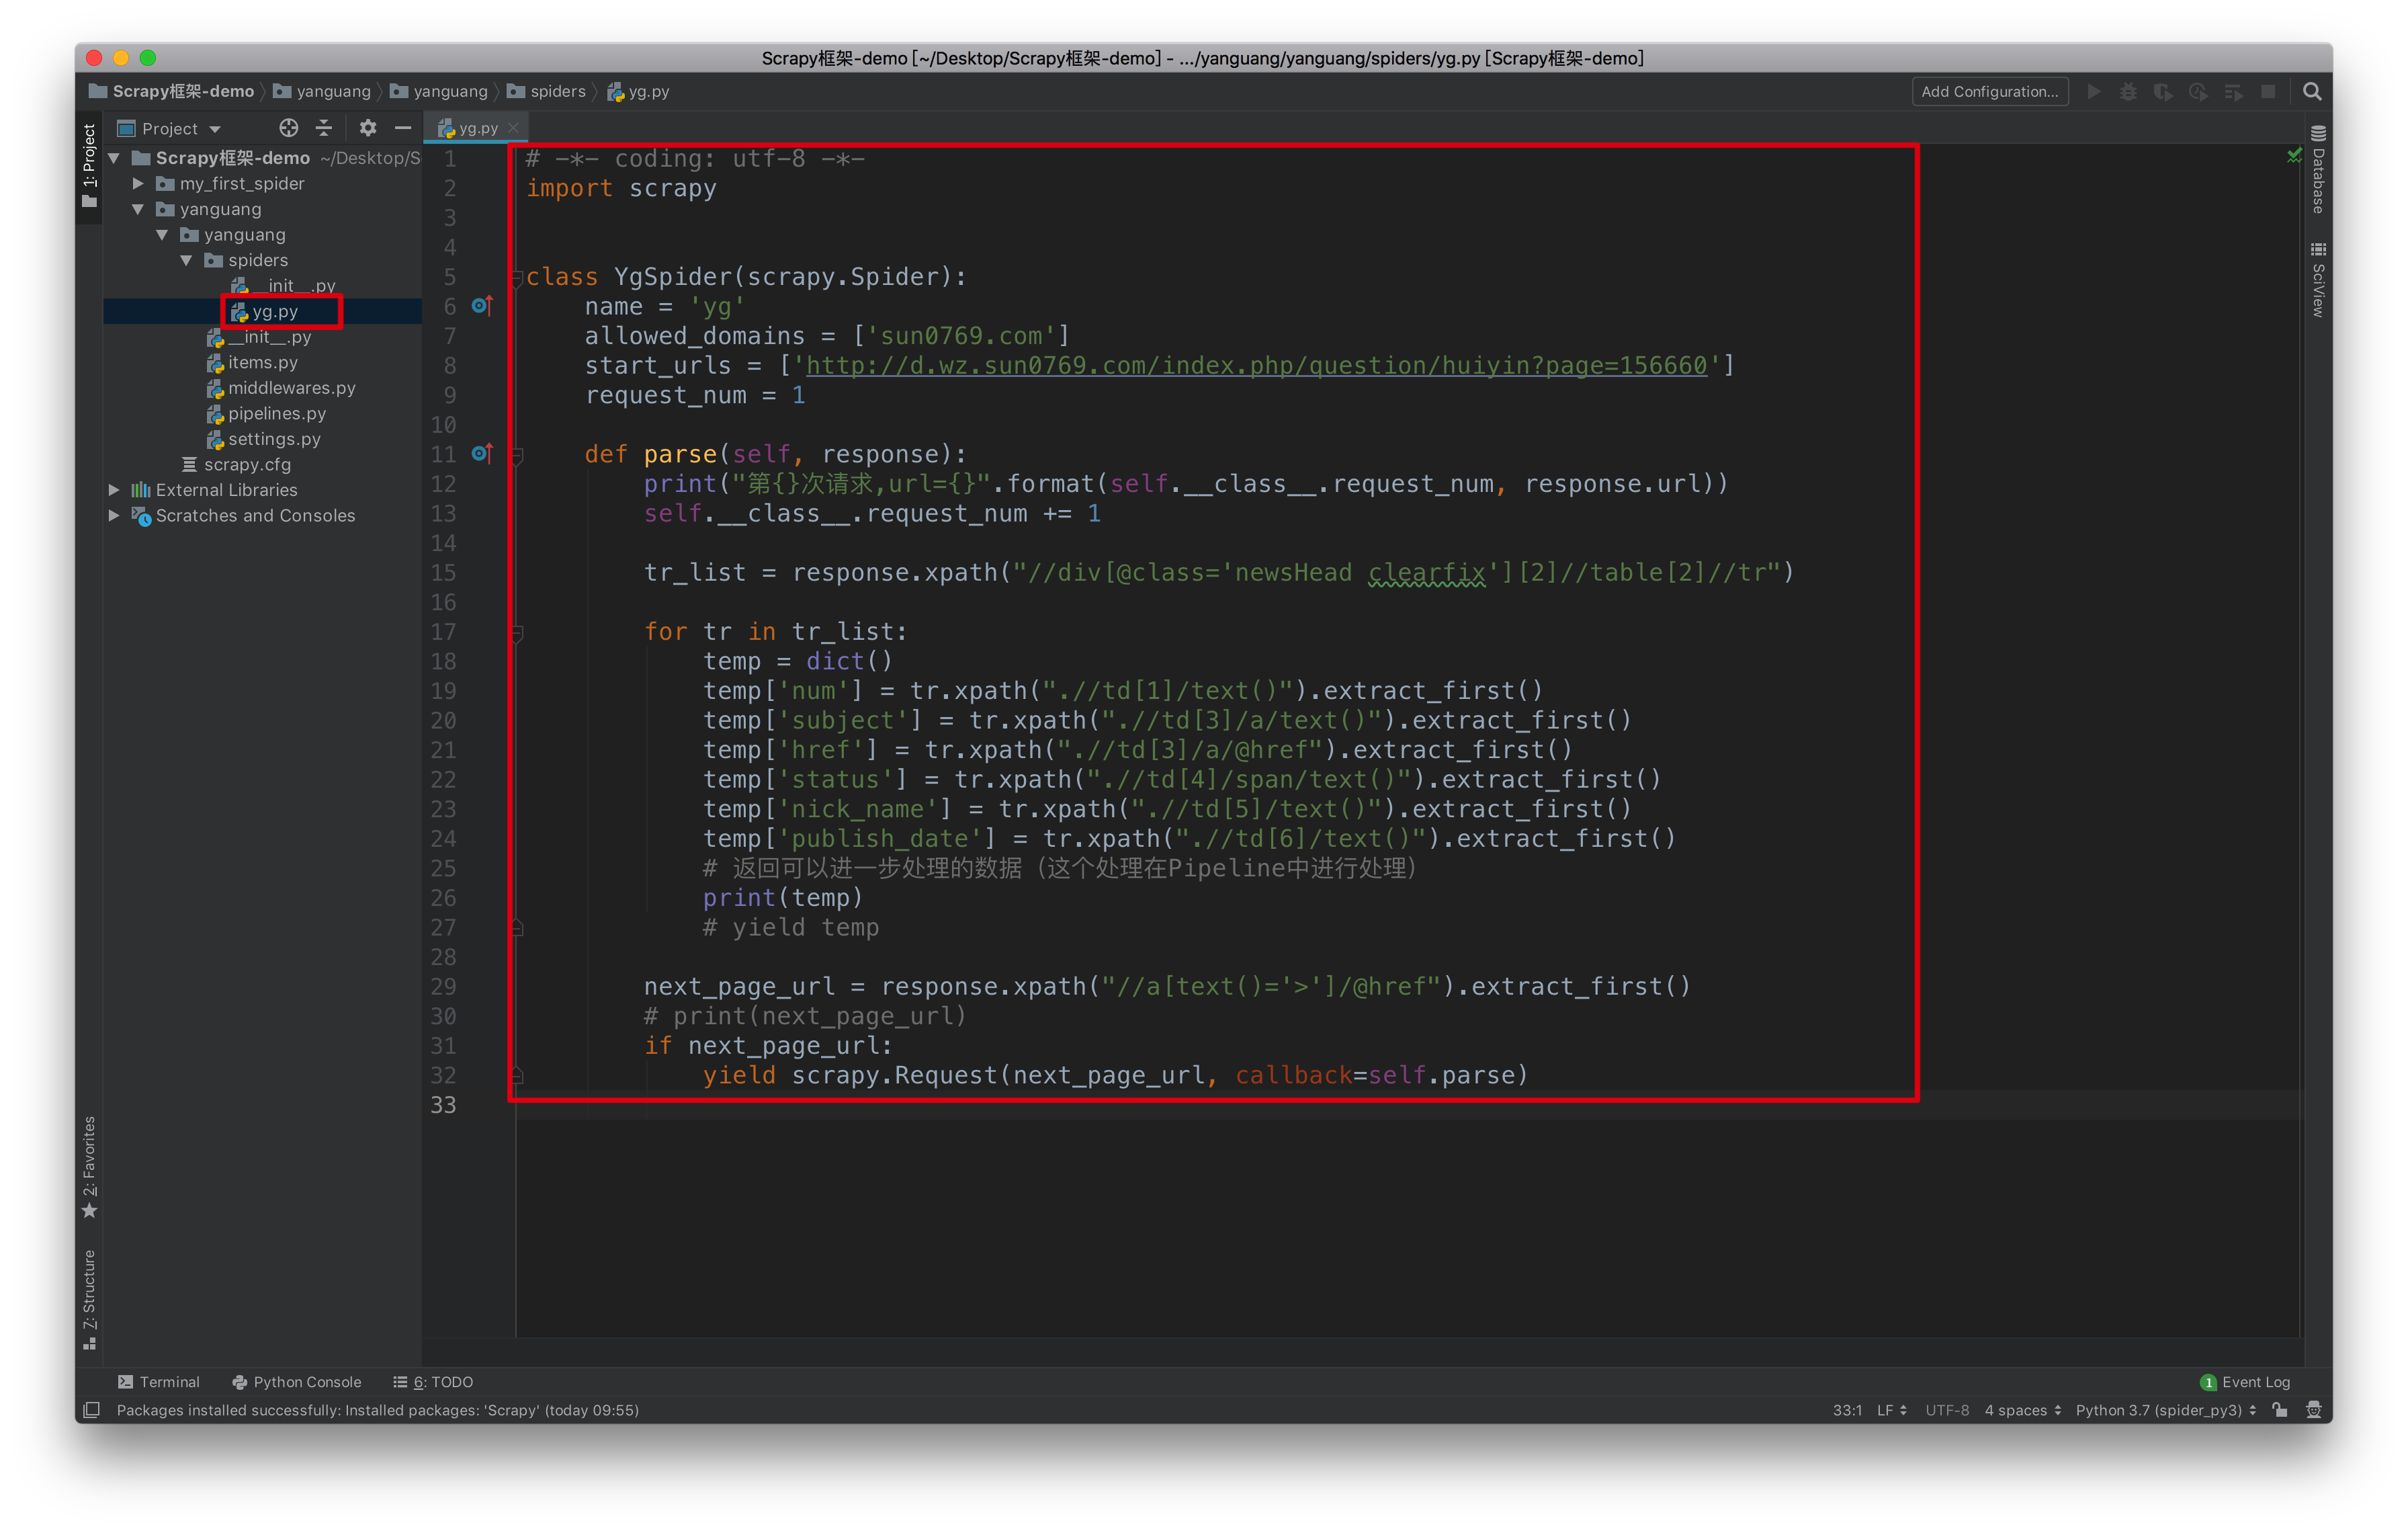 Scrapy框架-demo [~/Desktop/Scrapy框架-demo] - .../yanguang/yanguang/spiders/yg.py [Scrapy框架-demo]
Scrapy框架-demo yanguang yanguang spiders yg.py
Add Configuration...
1: Project
Project
Scrapy框架-demo ~/Desktop/S
my_first_spider
yanguang
yanguang
spiders
__init__.py
yg.py
__init__.py
items.py
middlewares.py
pipelines.py
settings.py
scrapy.cfg
External Libraries
Scratches and Consoles
2: Favorites
7: Structure
yg.py
1 # -*- coding: utf-8 -*-
2 import scrapy
3
4
5 class YgSpider(scrapy.Spider):
6     name = 'yg'
7     allowed_domains = ['sun0769.com']
8     start_urls = ['http://d.wz.sun0769.com/index.php/question/huiyin?page=156660']
9     request_num = 1
10
11     def parse(self, response):
12         print("第{}次请求,url={}".format(self.__class__.request_num, response.url))
13         self.__class__.request_num += 1
14
15         tr_list = response.xpath("//div[@class='newsHead clearfix'][2]//table[2]//tr")
16
17         for tr in tr_list:
18             temp = dict()
19             temp['num'] = tr.xpath(".//td[1]/text()").extract_first()
20             temp['subject'] = tr.xpath(".//td[3]/a/text()").extract_first()
21             temp['href'] = tr.xpath(".//td[3]/a/@href").extract_first()
22             temp['status'] = tr.xpath(".//td[4]/span/text()").extract_first()
23             temp['nick_name'] = tr.xpath(".//td[5]/text()").extract_first()
24             temp['publish_date'] = tr.xpath(".//td[6]/text()").extract_first()
25             # 返回可以进一步处理的数据（这个处理在Pipeline中进行处理）
26             print(temp)
27             # yield temp
28
29         next_page_url = response.xpath("//a[text()='>']/@href").extract_first()
30         # print(next_page_url)
31         if next_page_url:
32             yield scrapy.Request(next_page_url, callback=self.parse)
33
Database
SciView
Terminal Python Console 6: TODO
1 Event Log
Packages installed successfully: Installed packages: 'Scrapy' (today 09:55)
33:1 LF UTF-8 4 spaces Python 3.7 (spider_py3)